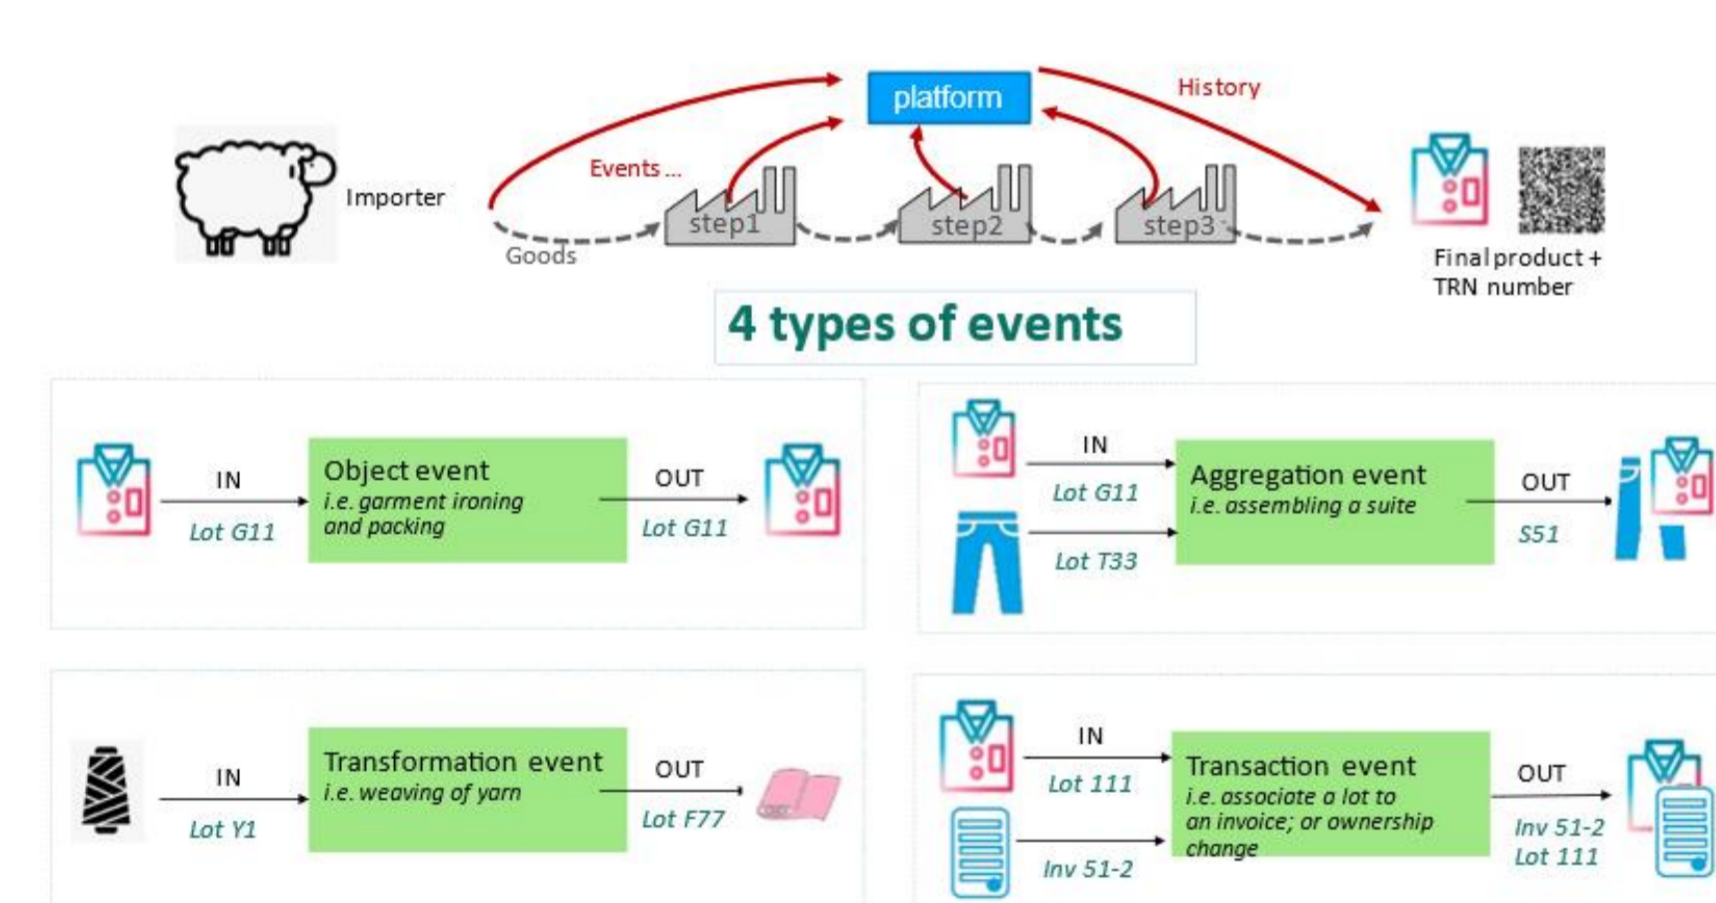 platform
History
Events ...
Importer
step1
step2
step3
Goods
Final product +
TRN number
4 types of events
IN
Lot G11
Object event
i.e. garment ironing
and packing
OUT
Lot G11
IN
Lot G11
Lot T33
Aggregation event
i.e. assembling a suite
OUT
S51
IN
Lot Y1
Transformation event
i.e. weaving of yarn
OUT
Lot F77
IN
Lot 111
Inv 51-2
Transaction event
i.e. associate a lot to
an invoice; or ownership
change
OUT
Inv 51-2
Lot 111